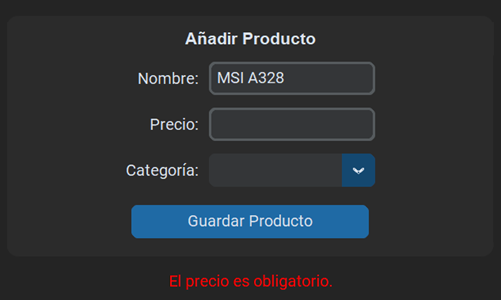 Añadir Producto
Nombre: MSI A328
Precio:
Categoría:
Guardar Producto
El precio es obligatorio.